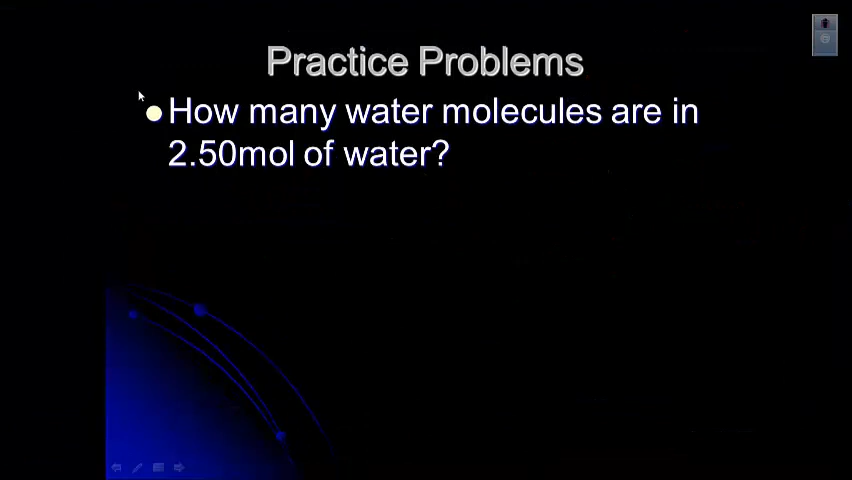 Practice Problems
How many water molecules are in
2.50mol of water?